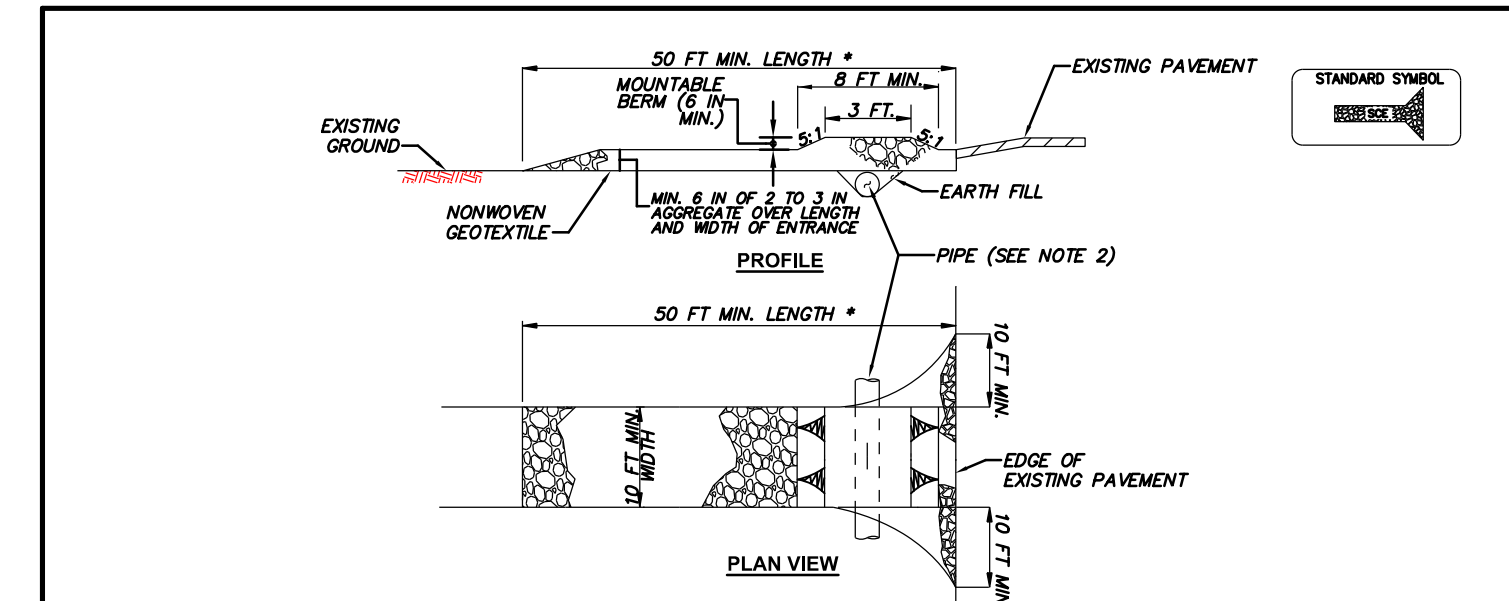 50 FT MIN. LENGTH *
EXISTING PAVEMENT
STANDARD SYMBOL
SCE
MOUNTABLE
BERM (6 IN
MIN.)
8 FT MIN.
3 FT.
5:1
5:1
EXISTING
GROUND
NONWOVEN
GEOTEXTILE
MIN. 6 IN OF 2 TO 3 IN
AGGREGATE OVER LENGTH
AND WIDTH OF ENTRANCE
EARTH FILL
PROFILE
PIPE (SEE NOTE 2)
50 FT MIN. LENGTH *
10 FT MIN.
10 FT MIN.
WIDTH
EDGE OF
EXISTING PAVEMENT
10 FT MIN.
PLAN VIEW